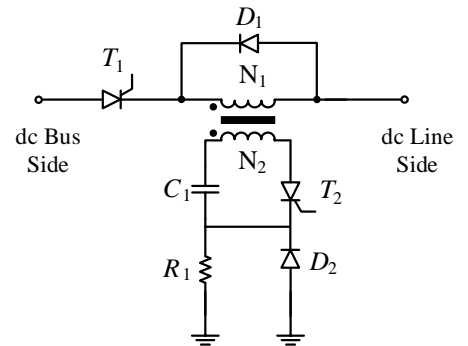 D1
T1
N1
dc Bus
Side
dc Line
Side
N2
C1
T2
R1
D2